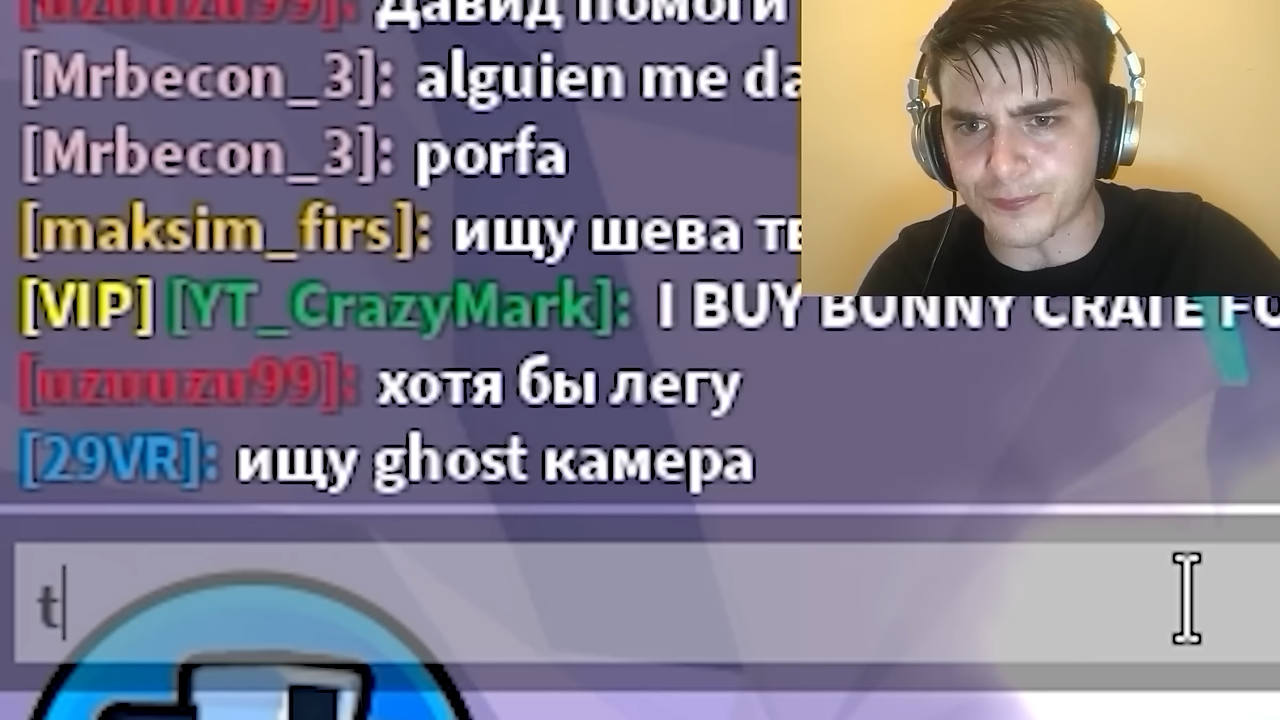 [uzuuzu99]: Давид помоги
[Mrbecon_3]: alguien me da
[Mrbecon_3]: porfa
[maksim_firs]: ищу шева
[VIP] [YT_CrazyMark]: I BUY BUNNY CRATE
[uzuuzu99]: хотя бы легу
[29VR]: ищу ghost камера
t